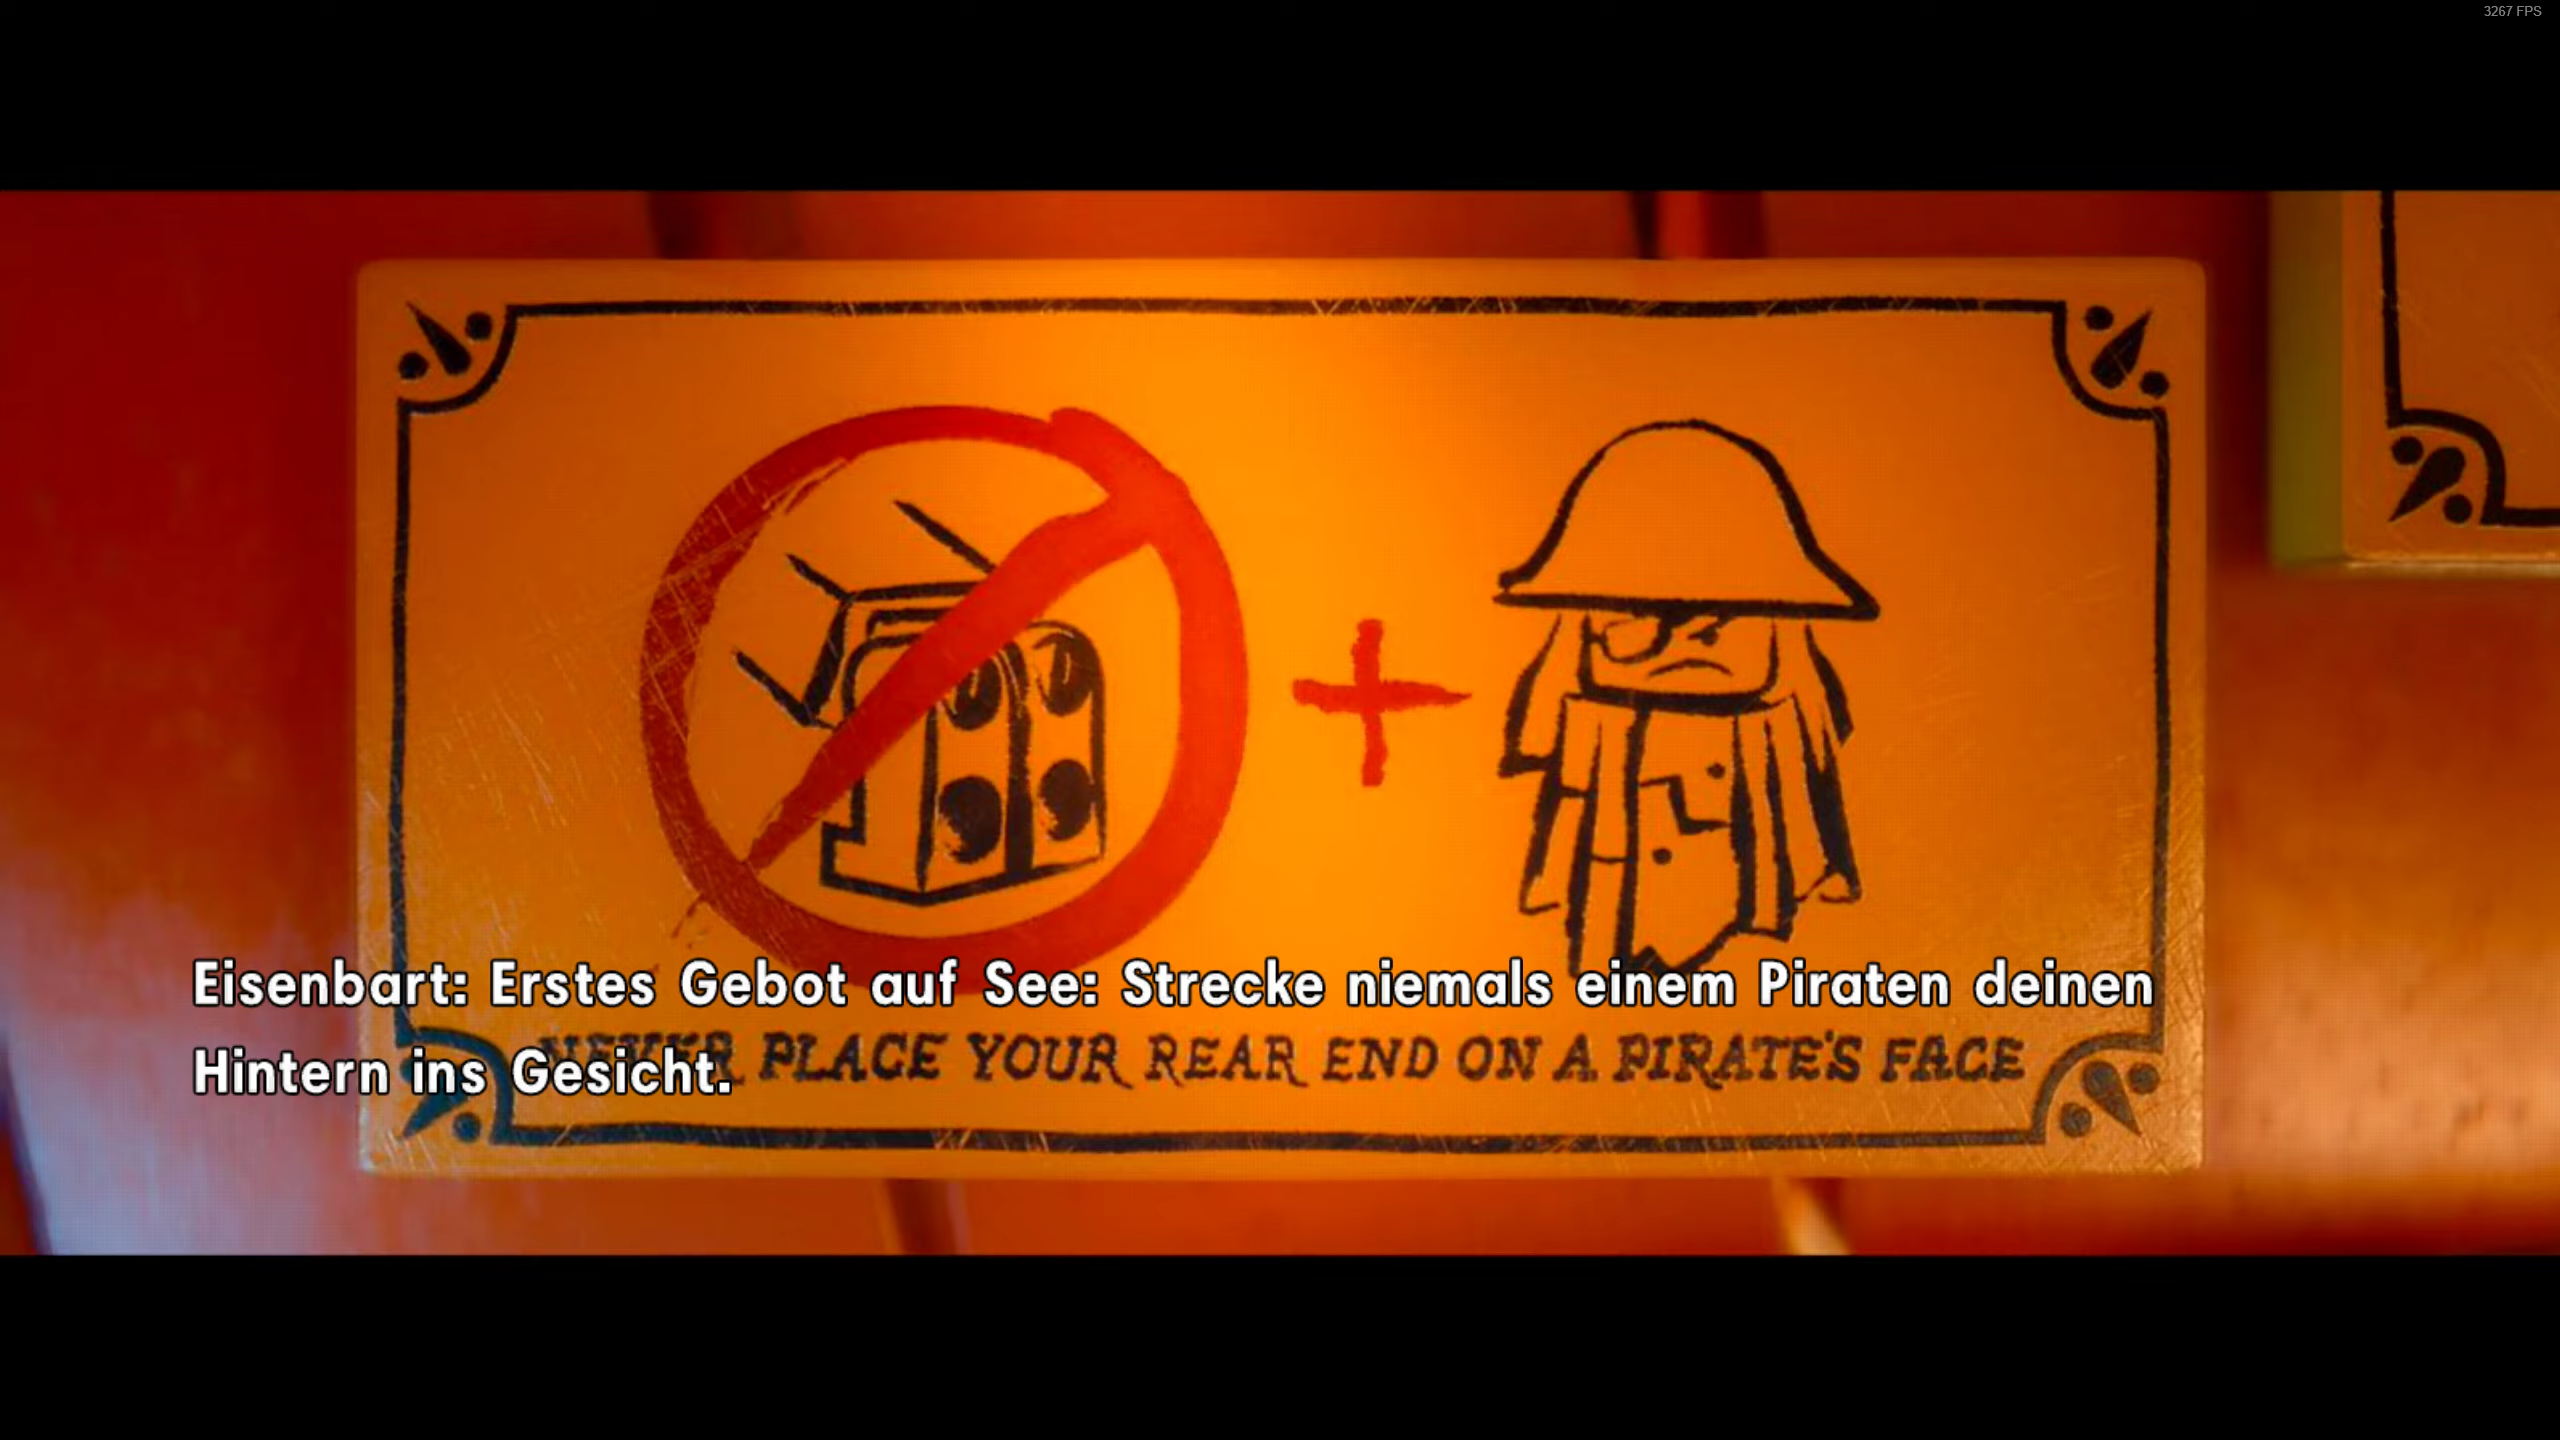 3267 FPS
Eisenbart: Erstes Gebot auf See: Strecke niemals einem Piraten deinen
Hintern ins Gesicht.
NEVER PLACE YOUR REAR END ON A PIRATE'S FACE